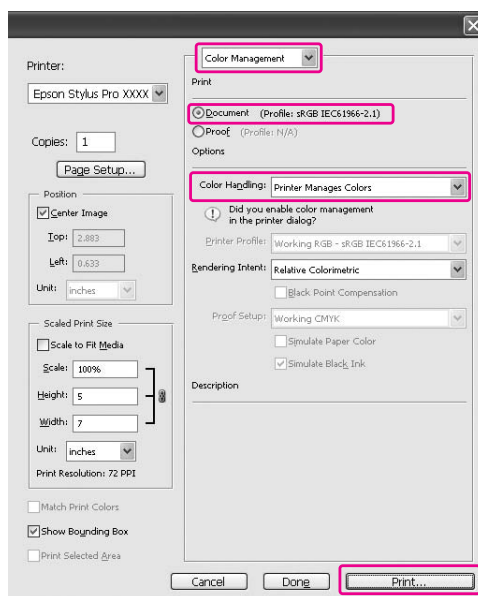 Printer:
Epson Stylus Pro XXXX
Copies: 1
Page Setup...
Position
Center Image
Top: 2.883
Left: 0.633
Unit: inches
Scaled Print Size
Scale to Fit Media
Scale: 100%
Height: 5
Width: 7
Unit: inches
Print Resolution: 72 PPI
Match Print Colors
Show Bounding Box
Print Selected Area
Color Management
Print
Document (Profile: sRGB IEC61966-2.1)
Proof (Profile: N/A)
Options
Color Handling: Printer Manages Colors
Did you enable color management
in the printer dialog?
Printer Profile: Working RGB - sRGB IEC61966-2.1
Rendering Intent: Relative Colorimetric
Black Point Compensation
Proof Setup: Working CMYK
Simulate Paper Color
Simulate Black Ink
Description
Cancel Done Print...